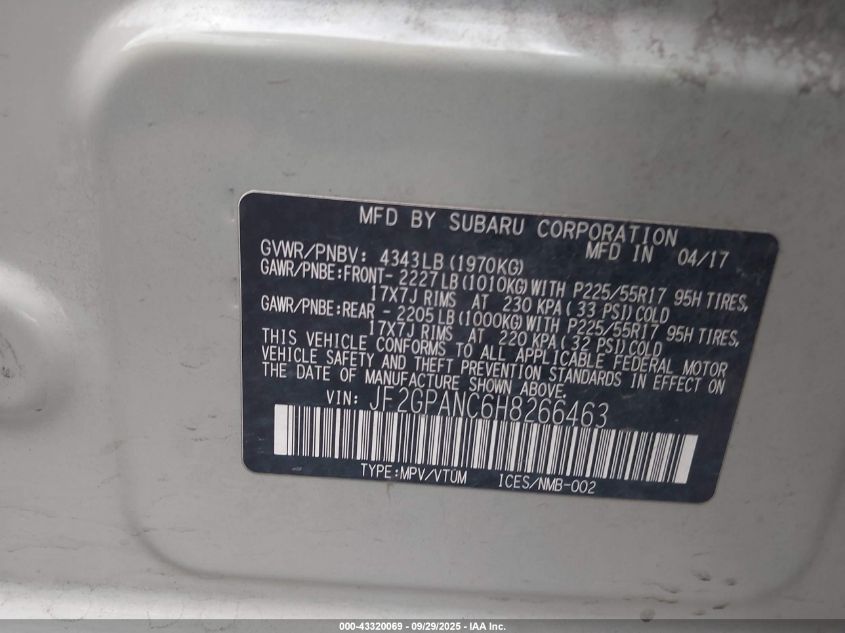 MFD BY SUBARU CORPORATION
GVWR/PNBV: 4343LB (1970KG) MFD IN 04/17
GAWR/PNBE:FRONT- 2227 LB (1010KG) WITH P225/55R17 95H TIRES,
17X7J RIMS AT 230 KPA (33 PSI) COLD
GAWR/PNBE:REAR - 2205 LB (1000KG) WITH P225/55R17 95H TIRES,
17X7J RIMS AT 220 KPA (32 PSI) COLD
THIS VEHICLE CONFORMS TO ALL APPLICABLE FEDERAL MOTOR
VEHICLE SAFETY AND THEFT PREVENTION STANDARDS IN EFFECT ON
THE DATE OF MANUFACTURE SHOWN ABOVE.
VIN: JF2GPANC6H8266463
TYPE:MPV/VTUM ICES/NMB-002
000-43320069 - 09/29/2025 - IAA Inc.